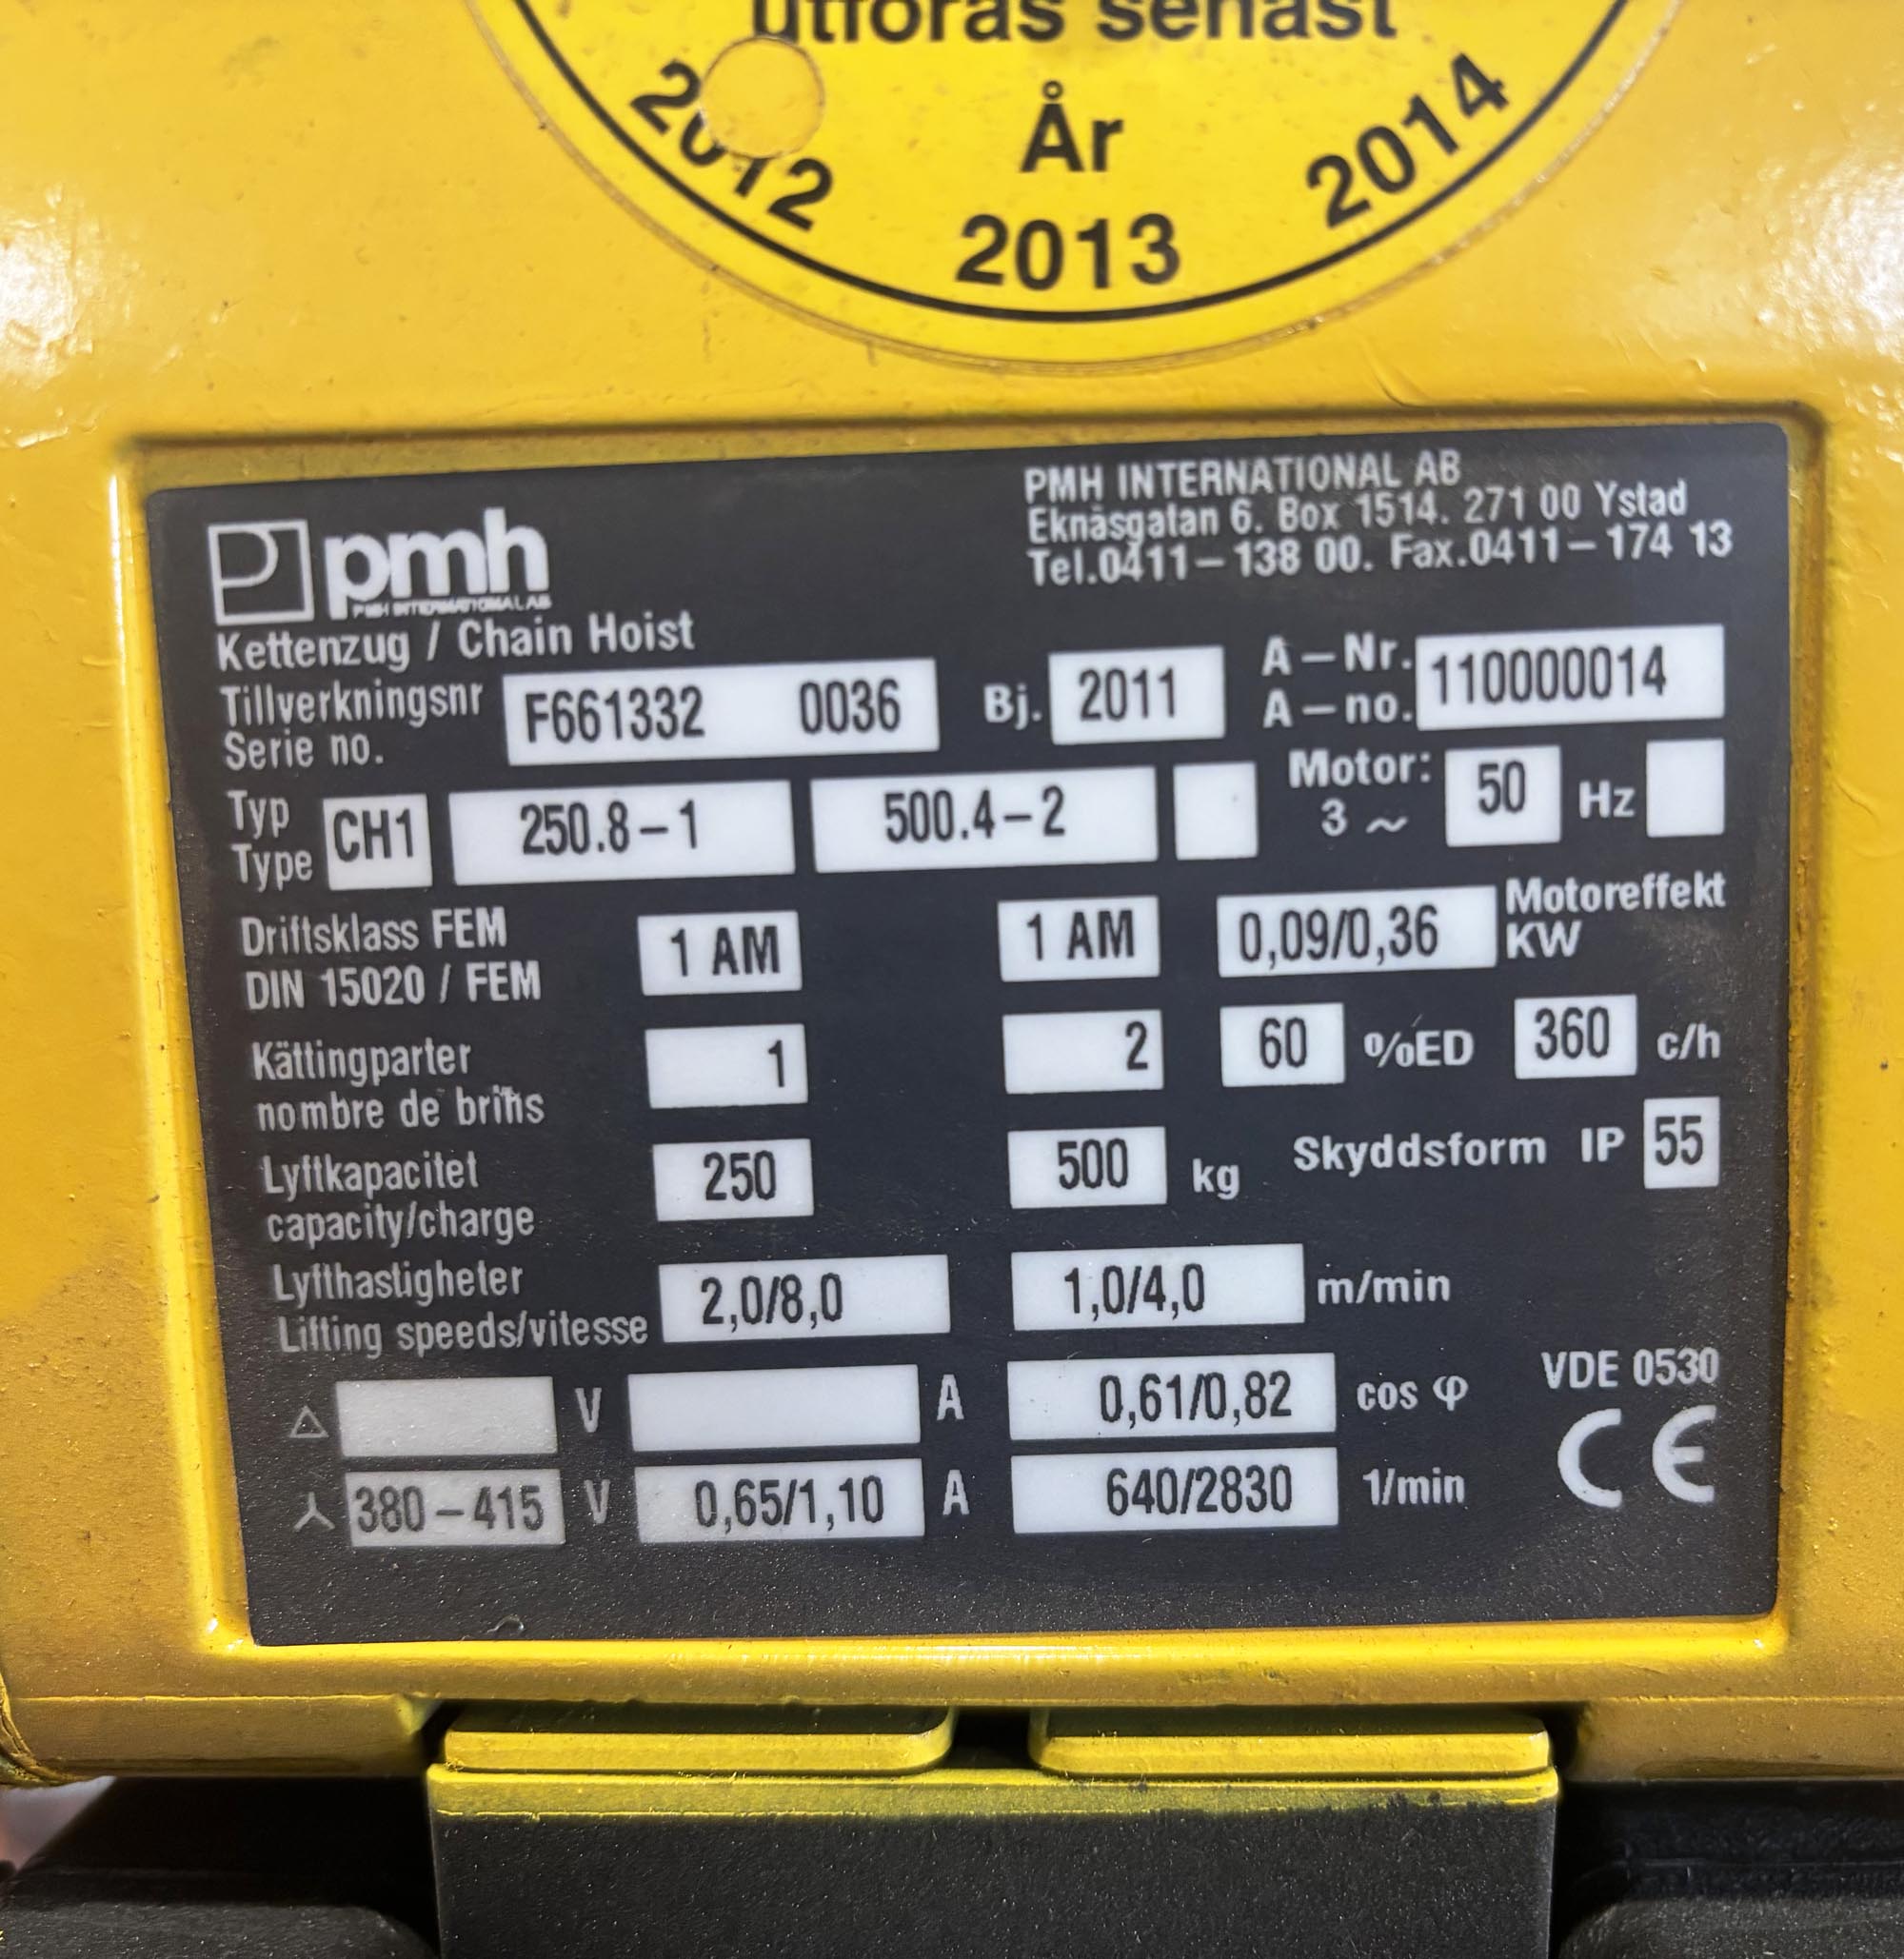 utföras senast
År
2012 2013 2014
PMH INTERNATIONAL AB
Eknäsgatan 6. Box 1514. 271 00 Ystad
Tel.0411-138 00. Fax.0411-174 13
pmh
PMH INTERNATIONAL AB
Kettenzug / Chain Hoist
Tillverkningsnr
Serie no.
F661332 0036
Bj. 2011
A-Nr.
A-no.
110000014
Typ
Type
CH1 250.8-1 500.4-2
Motor:
3 ~ 50 Hz
Driftsklass FEM
DIN 15020 / FEM
1 AM 1 AM 0,09/0,36
Motoreffekt
KW
Kättingparter
nombre de brins
1 2 60 %ED 360 c/h
Lyftkapacitet
capacity/charge
250 500 kg
Skyddsform IP 55
Lyfthastigheter
Lifting speeds/vitesse
2,0/8,0 1,0/4,0 m/min
△ V A 0,61/0,82 cos φ
VDE 0530
380-415 V 0,65/1,10 A 640/2830 1/min
CE